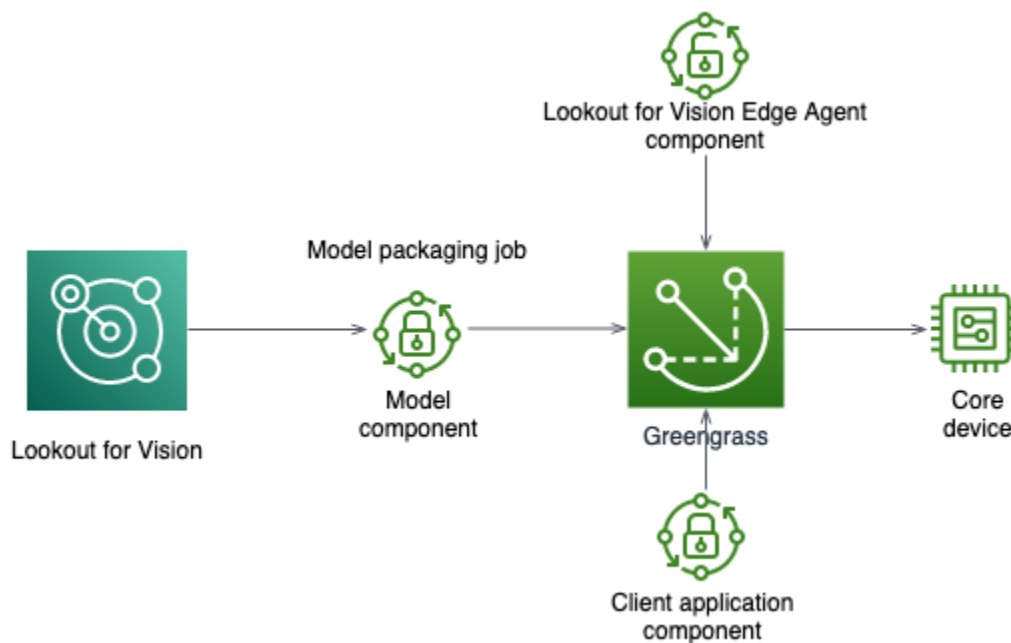 Lookout for Vision Edge Agent
component
Model packaging job
Lookout for Vision
Model
component
Greengrass
Core
device
Client application
component